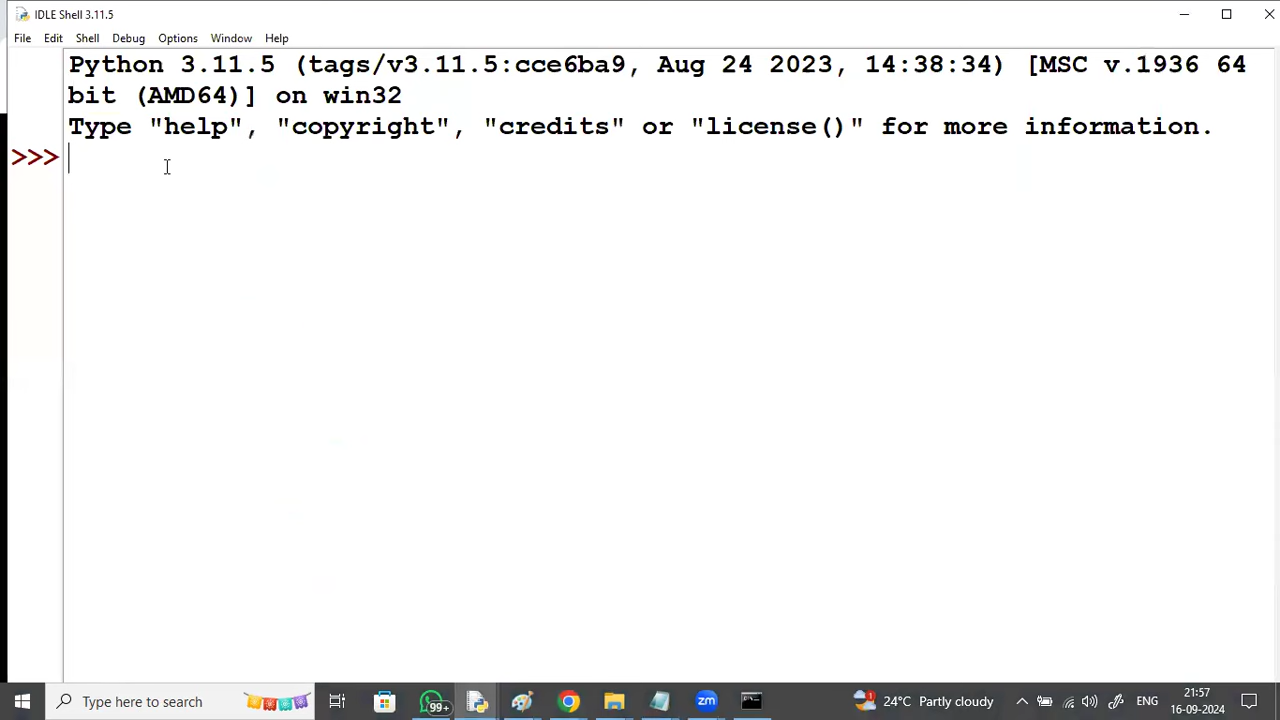 IDLE Shell 3.11.5
File Edit Shell Debug Options Window Help
Python 3.11.5 (tags/v3.11.5:cce6ba9, Aug 24 2023, 14:38:34) [MSC v.1936 64
bit (AMD64)] on win32
Type "help", "copyright", "credits" or "license()" for more information.
>>>
Type here to search
99+
zm
1
24°C Partly cloudy
ENG
21:57
16-09-2024